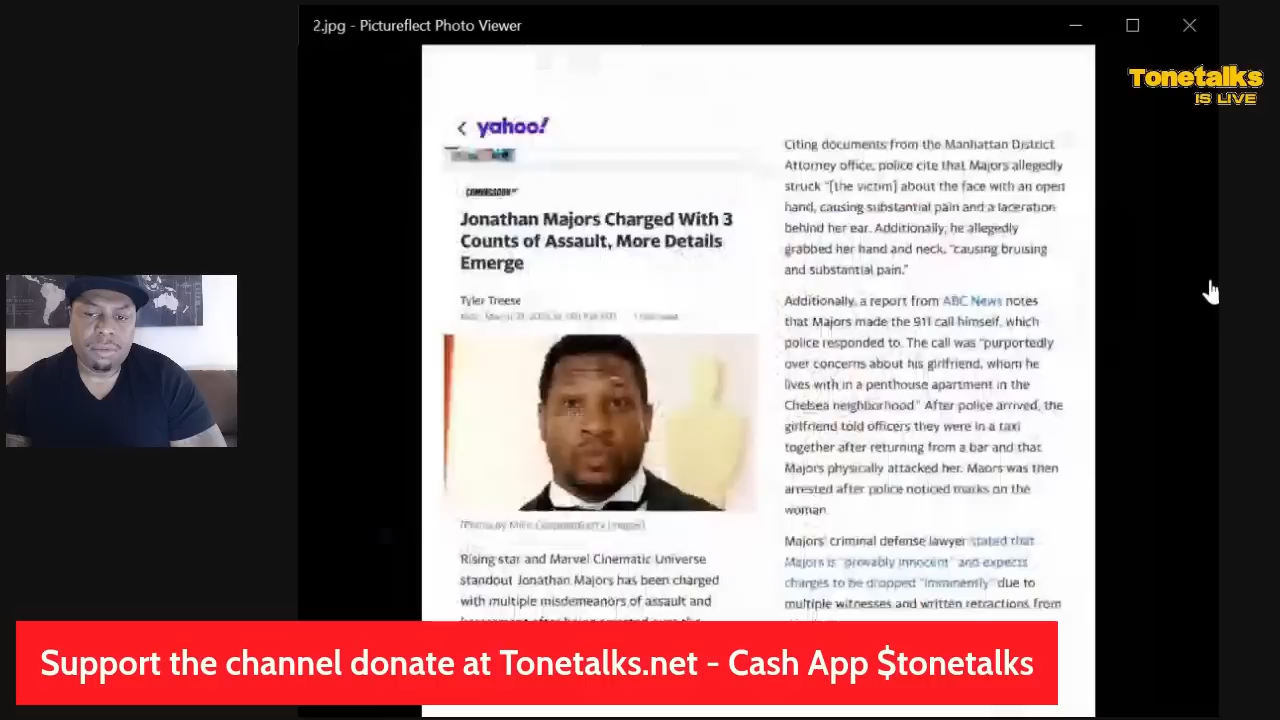 2.jpg - Pictureflect Photo Viewer
Tonetalks
IS LIVE
yahoo!
COMINGSOON
Jonathan Majors Charged With 3
Counts of Assault, More Details
Emerge
Tyler Treese
Rising star and Marvel Cinematic Universe
standout Jonathan Majors has been charged
with multiple misdemeanors of assault and
Citing documents from the Manhattan District
Attorney office, police cite that Majors allegedly
struck "[the victim] about the face with an open
hand, causing substantial pain and a laceration
behind her ear. Additionally, he allegedly
grabbed her hand and neck, "causing bruising
and substantial pain."
Additionally, a report from ABC News notes
that Majors made the 911 call himself, which
police responded to. The call was "purportedly
over concerns about his girlfriend, whom he
lives with in a penthouse apartment in the
Chelsea neighborhood" After police arrived, the
girlfriend told officers they were in a taxi
together after returning from a bar and that
Majors physically attacked her. Maors was then
arrested after police noticed marks on the
woman.
Majors' criminal defense lawyer stated that
Majors is "provably innocent" and expects
charges to be dropped "imminently" due to
multiple witnesses and written retractions from
Support the channel donate at Tonetalks.net - Cash App $tonetalks